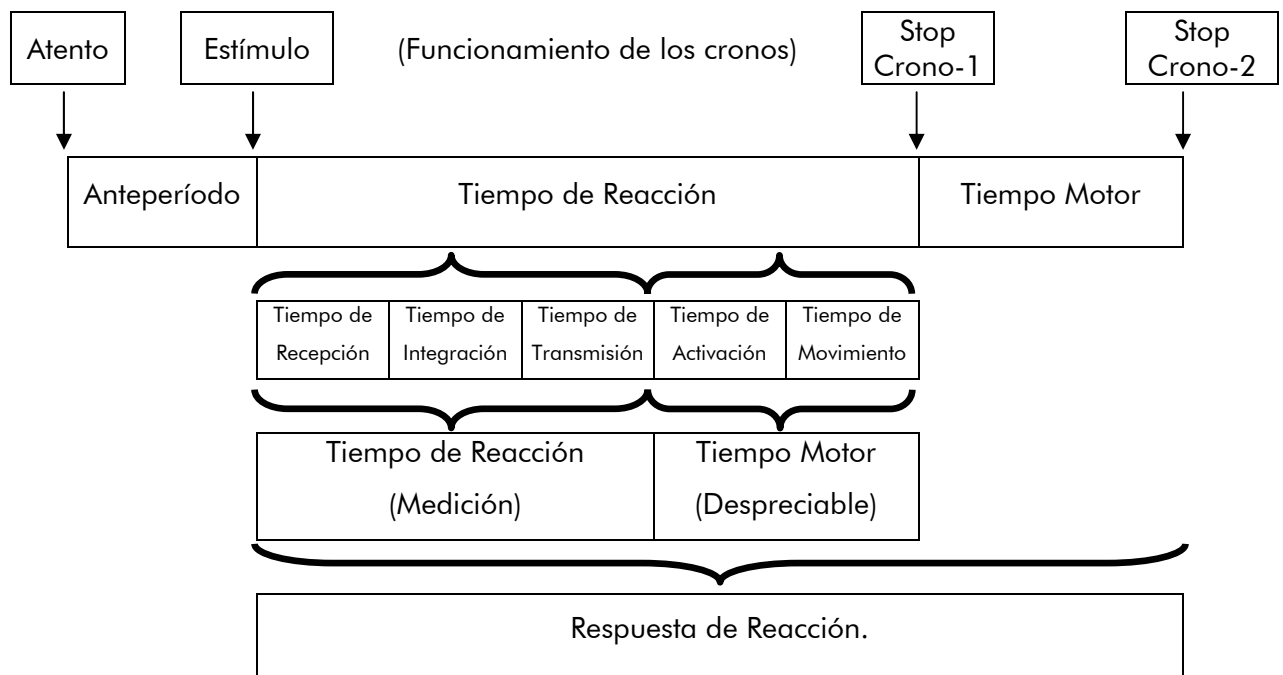 Atento
Estímulo
(Funcionamiento de los cronos)
Stop
Crono-1
Stop
Crono-2
Anteperíodo
Tiempo de Reacción
Tiempo Motor
Tiempo de
Recepción
Tiempo de
Integración
Tiempo de
Transmisión
Tiempo de
Activación
Tiempo de
Movimiento
Tiempo de Reacción
(Medición)
Tiempo Motor
(Despreciable)
Respuesta de Reacción.